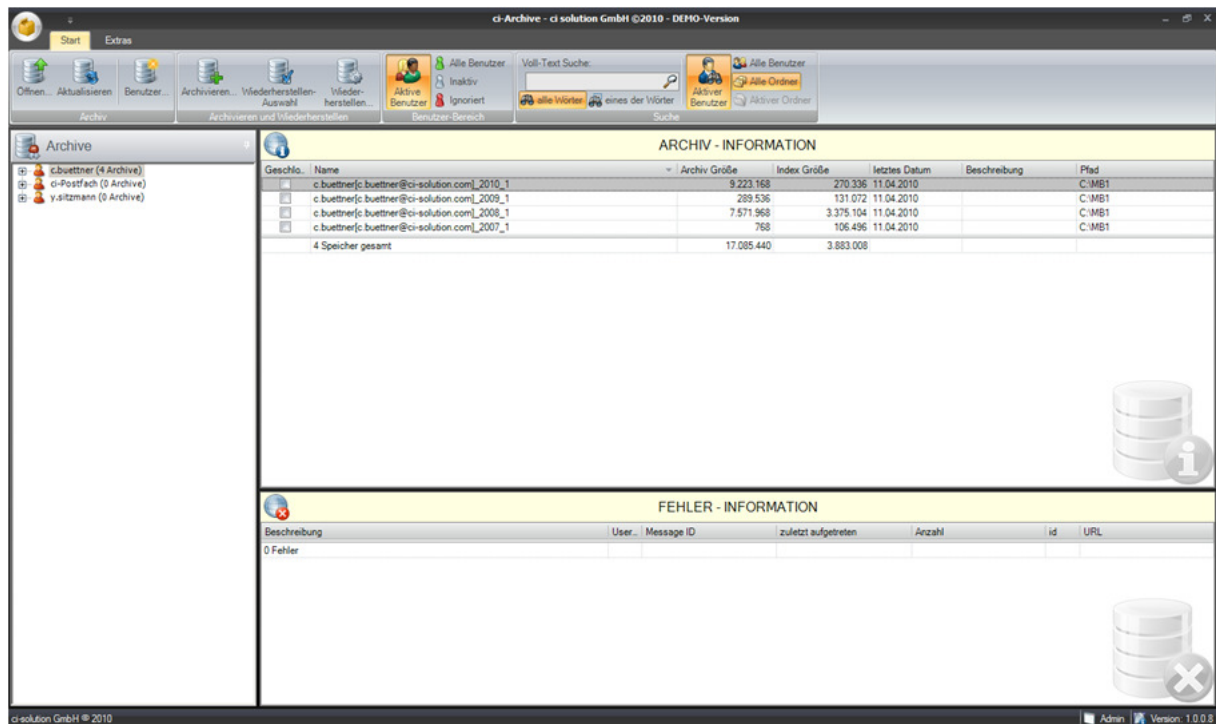 ci-Archive - ci solution GmbH ©2010 - DEMO-Version
Start Extras
Öffnen... Aktualisieren Benutzer...
Archiv
Archivieren... Wiederherstellen- Auswahl Wieder- herstellen...
Archivieren und Wiederherstellen
Aktive Benutzer
Alle Benutzer
Inaktiv
Ignoriert
Benutzer-Bereich
Voll-Text Suche:
alle Wörter eines der Wörter
Aktiver Benutzer
Alle Benutzer
Alle Ordner
Aktiver Ordner
Suche
Archive
c.buettner (4 Archive)
ci-Postfach (0 Archive)
y.sitzmann (0 Archive)
ARCHIV - INFORMATION
Geschlo.. Name Archiv Größe Index Größe letztes Datum Beschreibung Pfad
c.buettner[c.buettner@ci-solution.com]_2010_1 9.223.168 270.336 11.04.2010 C:\MB1
c.buettner[c.buettner@ci-solution.com]_2009_1 289.536 131.072 11.04.2010 C:\MB1
c.buettner[c.buettner@ci-solution.com]_2008_1 7.571.968 3.375.104 11.04.2010 C:\MB1
c.buettner[c.buettner@ci-solution.com]_2007_1 768 106.496 11.04.2010 C:\MB1
4 Speicher gesamt 17.085.440 3.883.008
FEHLER - INFORMATION
Beschreibung User.. Message ID zuletzt aufgetreten Anzahl id URL
0 Fehler
ci-solution GmbH © 2010
Admin Version: 1.0.0.8